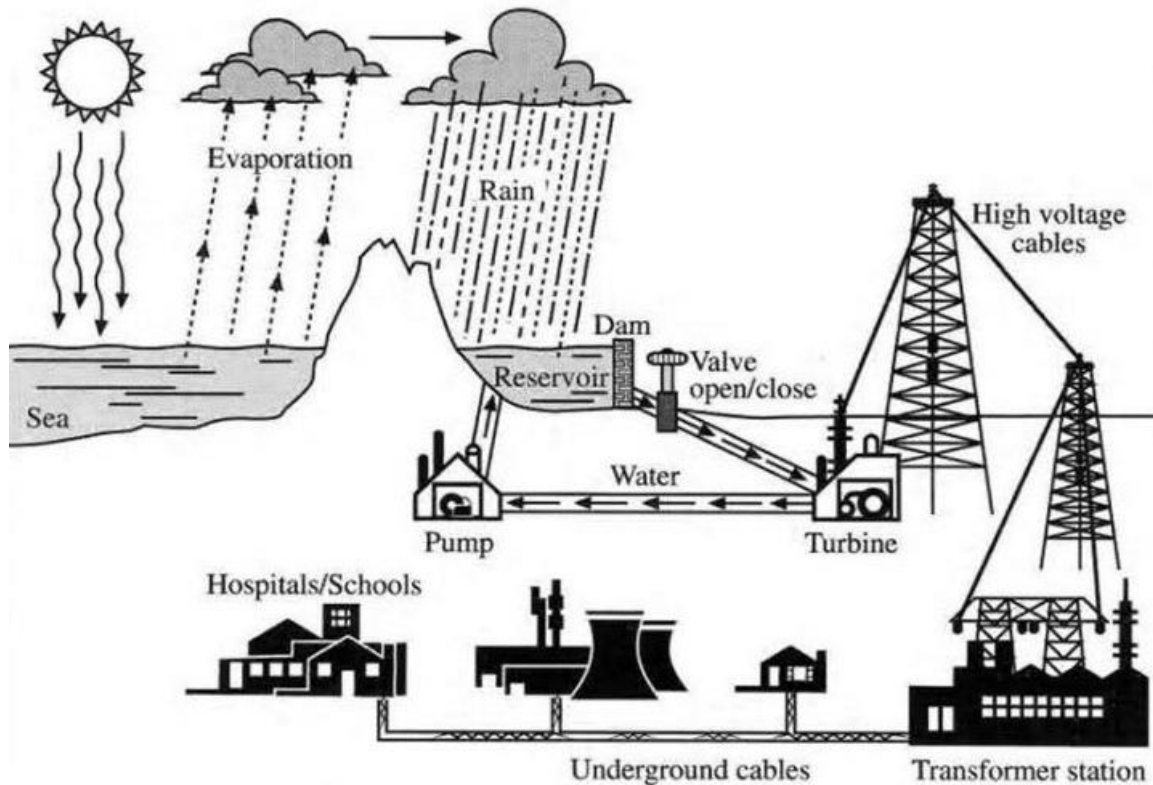 Evaporation
Rain
High voltage
cables
Dam
Valve
open/close
Reservoir
Sea
Water
Pump
Turbine
Hospitals/Schools
Underground cables
Transformer station